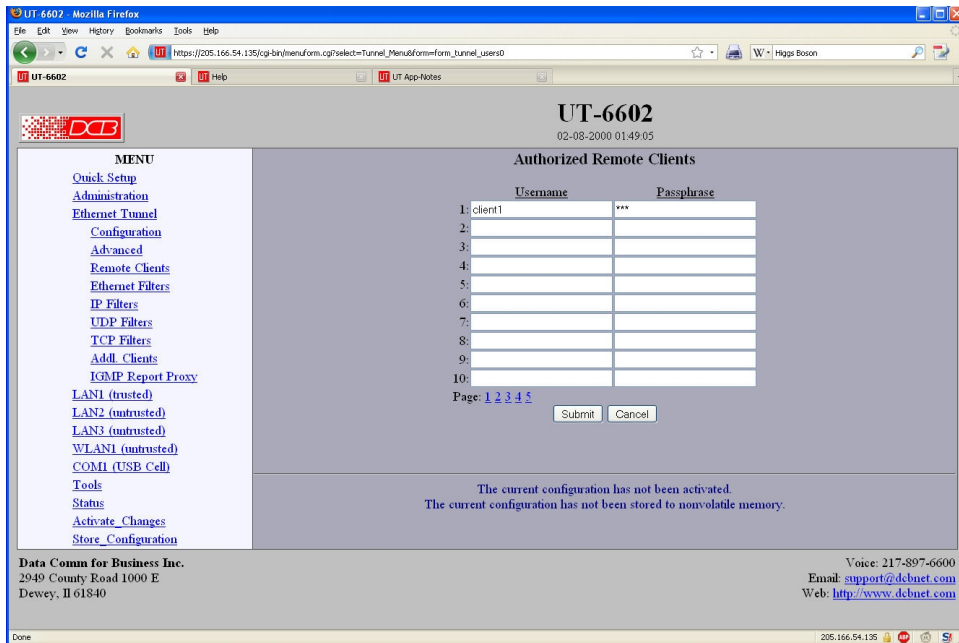 UT-6602 - Mozilla Firefox
File Edit View History Bookmarks Tools Help
UT https://205.166.54.135/cgi-bin/menuform.cgi?select=Tunnel_Menu&form=form_tunnel_users0 W Higgs Boson
UT UT-6602 UT Help UT UT App-Notes
DCB
UT-6602
02-08-2000 01:49:05
MENU
Quick Setup
Administration
Ethernet Tunnel
Configuration
Advanced
Remote Clients
Ethernet Filters
IP Filters
UDP Filters
TCP Filters
Addl. Clients
IGMP Report Proxy
LAN1 (trusted)
LAN2 (untrusted)
LAN3 (untrusted)
WLAN1 (untrusted)
COM1 (USB Cell)
Tools
Status
Activate_Changes
Store_Configuration
Authorized Remote Clients
Username Passphrase
1: client1 ***
2:
3:
4:
5:
6:
7:
8:
9:
10:
Page: 1 2 3 4 5
Submit Cancel
The current configuration has not been activated.
The current configuration has not been stored to nonvolatile memory.
Data Comm for Business Inc.
2949 County Road 1000 E
Dewey, Il 61840
Voice: 217-897-6600
Email: support@dcbnet.com
Web: http://www.dcbnet.com
Done 205.166.54.135